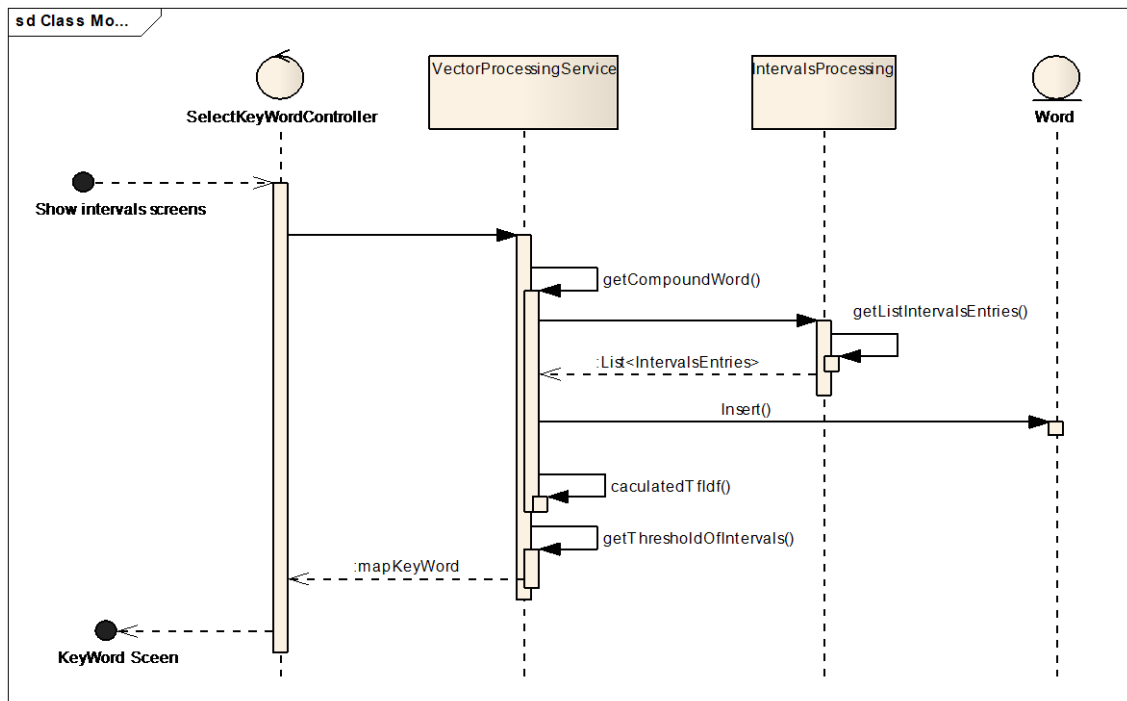 sd Class Mo...
SelectKeyWordController
VectorProcessingService
IntervalsProcessing
Word
Show intervals screens
getCompoundWord()
getListIntervalsEntries()
:List<IntervalsEntries>
Insert()
caculatedTfIdf()
getThresholdOfIntervals()
:mapKeyWord
KeyWord Sceen